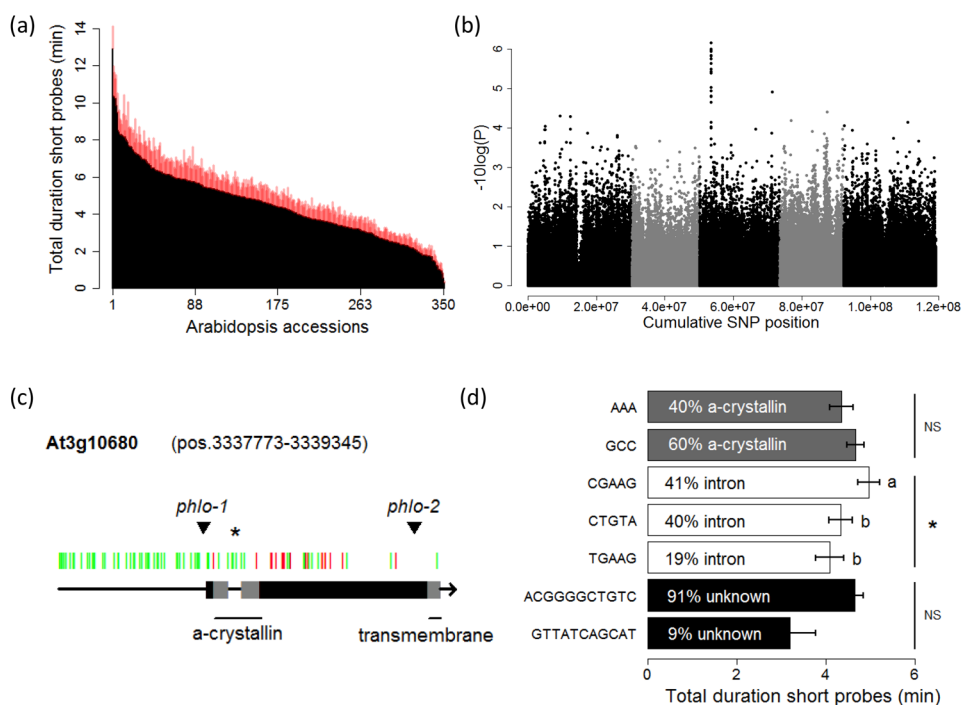 (a)
Total duration short probes (min)
14
12
10
8
6
4
2
0
1
88
175
263
350
Arabidopsis accessions
(b)
-10log(P)
6
5
4
3
2
1
0
0.0e+00
2.0e+07
4.0e+07
6.0e+07
8.0e+07
1.0e+08
1.2e+08
Cumulative SNP position
(c)
At3g10680 (pos.3337773-3339345)
phlo-1
phlo-2
*
a-crystallin
transmembrane
(d)
AAA
40% a-crystallin
GCC
60% a-crystallin
NS
CGAAG
41% intron
a
CTGTA
40% intron
b
TGAAG
19% intron
b
*
ACGGGGCTGTC
91% unknown
GTTATCAGCAT
9% unknown
NS
0
2
4
6
Total duration short probes (min)